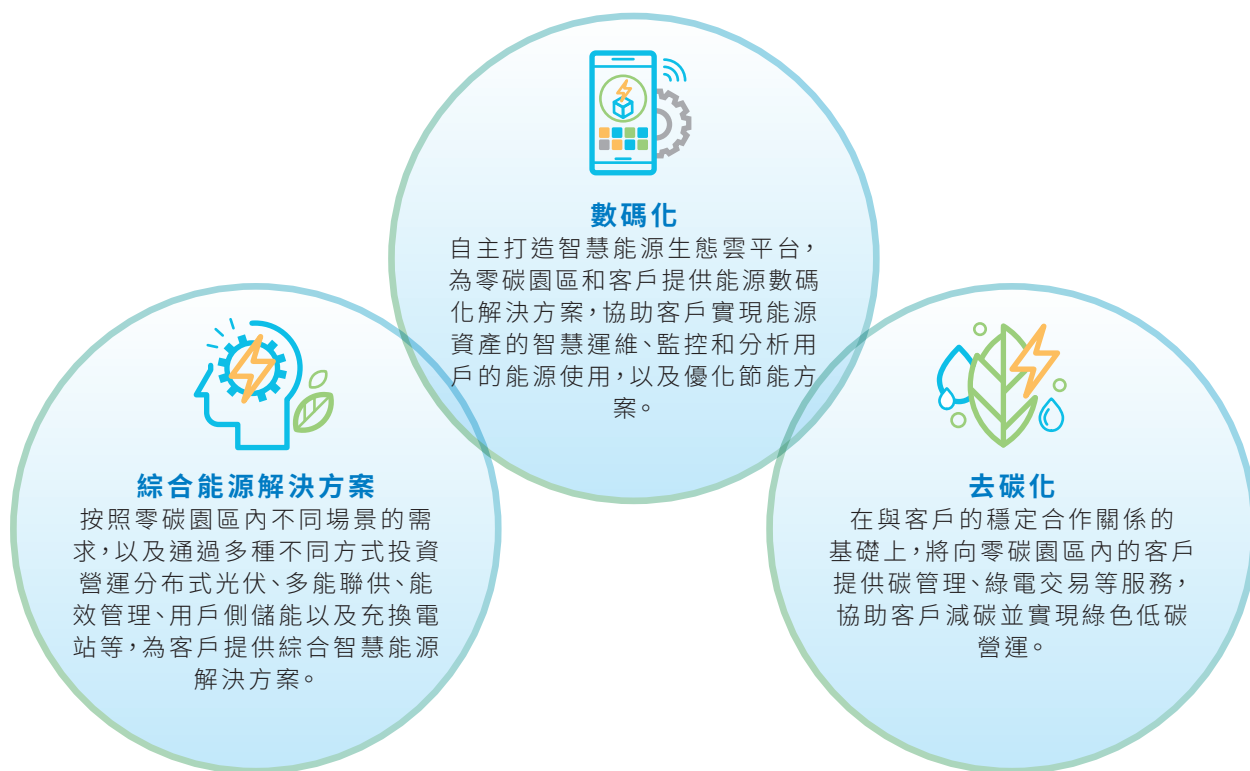 數碼化
自主打造智慧能源生態雲平台，
為零碳園區和客戶提供能源數碼
化解決方案，協助客戶實現能源
資產的智慧運維、監控和分析用
戶的能源使用，以及優化節能方
案。
綜合能源解決方案
按照零碳園區內不同場景的需
求，以及通過多種不同方式投資
營運分布式光伏、多能聯供、能
效管理、用戶側儲能以及充換電
站等，為客戶提供綜合智慧能源
解決方案。
去碳化
在與客戶的穩定合作關係的
基礎上，將向零碳園區內的客戶
提供碳管理、綠電交易等服務，
協助客戶減碳並實現綠色低碳
營運。